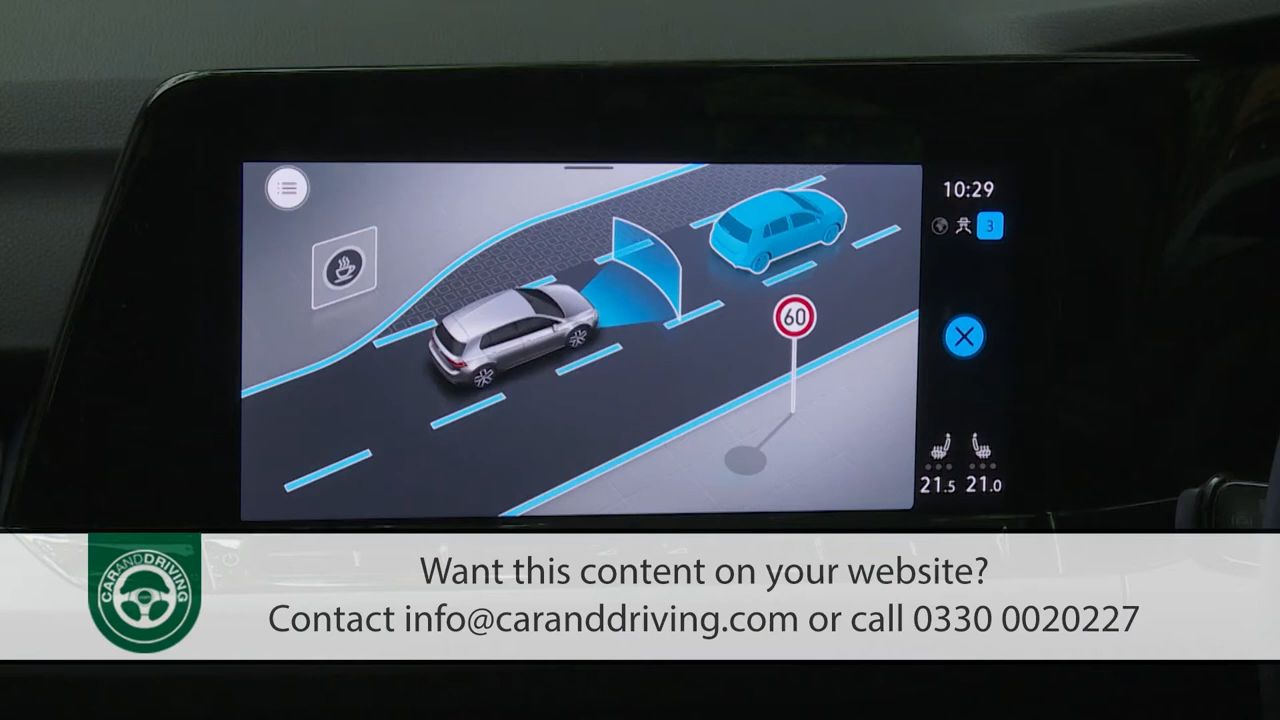 10:29
3
60
21.5 21.0
CARANDDRIVING
Want this content on your website?
Contact info@caranddriving.com or call 0330 0020227